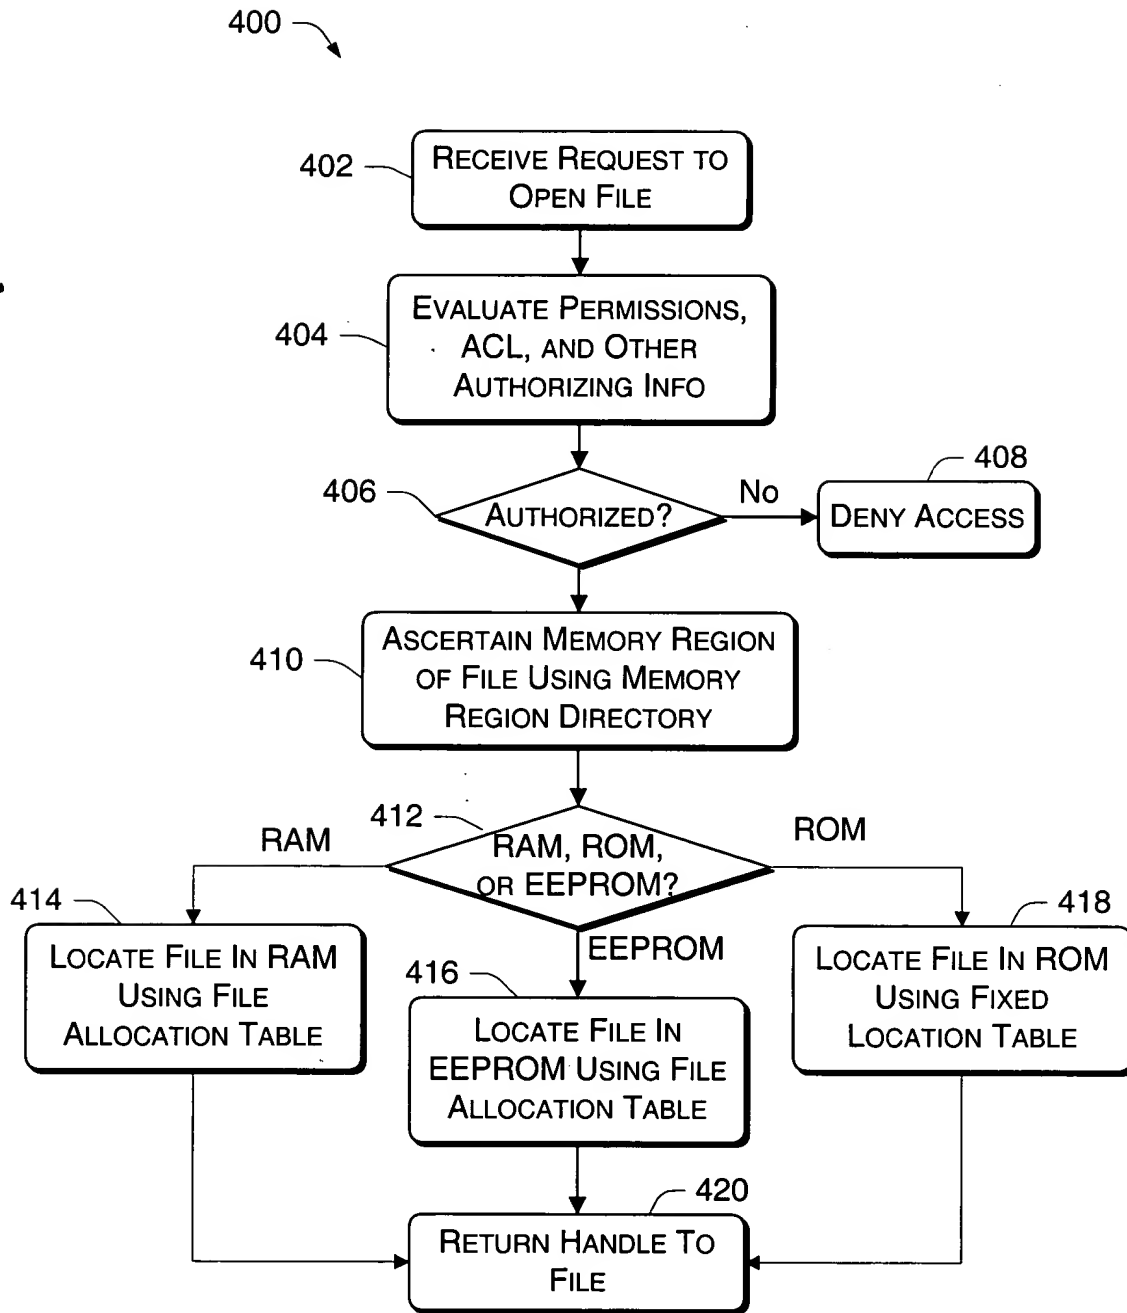 400
402
RECEIVE REQUEST TO
OPEN FILE
404
EVALUATE PERMISSIONS,
ACL, AND OTHER
AUTHORIZING INFO
406
AUTHORIZED?
No
408
DENY ACCESS
410
ASCERTAIN MEMORY REGION
OF FILE USING MEMORY
REGION DIRECTORY
412
RAM, ROM,
OR EEPROM?
RAM
ROM
EEPROM
414
LOCATE FILE IN RAM
USING FILE
ALLOCATION TABLE
416
LOCATE FILE IN
EEPROM USING FILE
ALLOCATION TABLE
418
LOCATE FILE IN ROM
USING FIXED
LOCATION TABLE
420
RETURN HANDLE TO
FILE